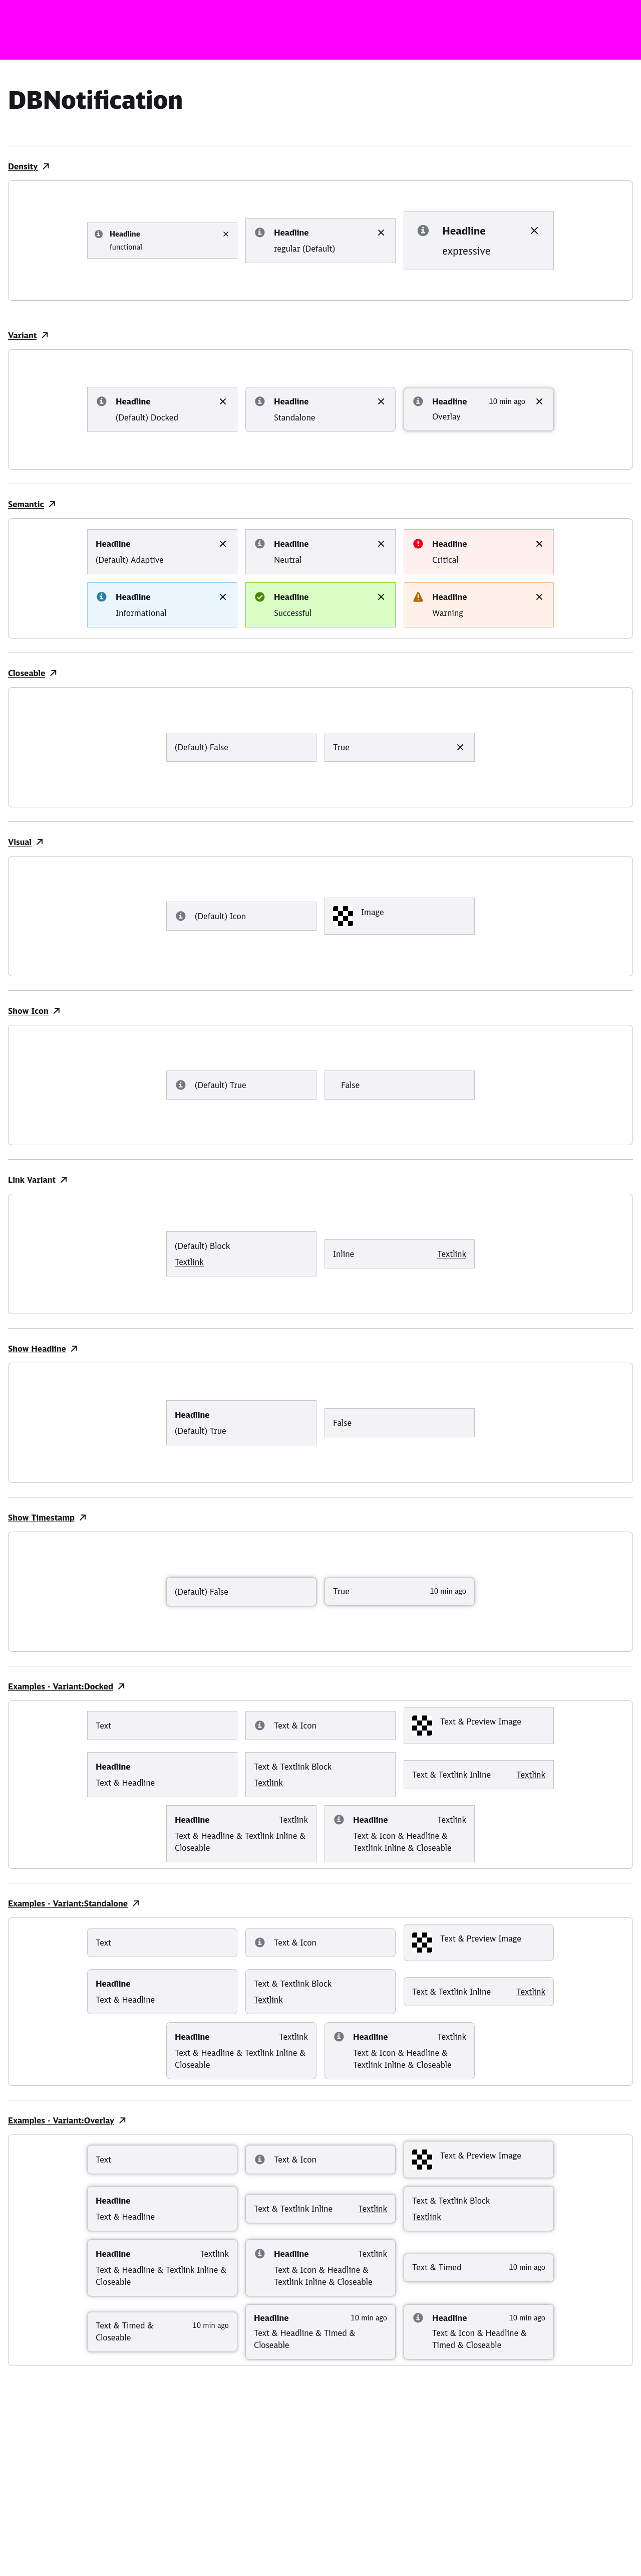 DBNotification
Density
Headline
functional
Headline
regular (Default)
Headline
expressive
Variant
Headline
(Default) Docked
Headline
Standalone
Headline 10 min ago
Overlay
Semantic
Headline
(Default) Adaptive
Headline
Neutral
Headline
Critical
Headline
Informational
Headline
Successful
Headline
Warning
Closeable
(Default) False
True
Visual
(Default) Icon
Image
Show Icon
(Default) True
False
Link Variant
(Default) Block
Textlink
Inline Textlink
Show Headline
Headline
(Default) True
False
Show Timestamp
(Default) False
True 10 min ago
Examples - Variant:Docked
Text
Text & Icon
Text & Preview Image
Headline
Text & Headline
Text & Textlink Block
Textlink
Text & Textlink Inline Textlink
Headline Textlink
Text & Headline & Textlink Inline &
Closeable
Headline Textlink
Text & Icon & Headline &
Textlink Inline & Closeable
Examples - Variant:Standalone
Text
Text & Icon
Text & Preview Image
Headline
Text & Headline
Text & Textlink Block
Textlink
Text & Textlink Inline Textlink
Headline Textlink
Text & Headline & Textlink Inline &
Closeable
Headline Textlink
Text & Icon & Headline &
Textlink Inline & Closeable
Examples - Variant:Overlay
Text
Text & Icon
Text & Preview Image
Headline
Text & Headline
Text & Textlink Inline Textlink
Text & Textlink Block
Textlink
Headline Textlink
Text & Headline & Textlink Inline &
Closeable
Headline Textlink
Text & Icon & Headline &
Textlink Inline & Closeable
Text & Timed 10 min ago
Text & Timed & 10 min ago
Closeable
Headline 10 min ago
Text & Headline & Timed &
Closeable
Headline 10 min ago
Text & Icon & Headline &
Timed & Closeable